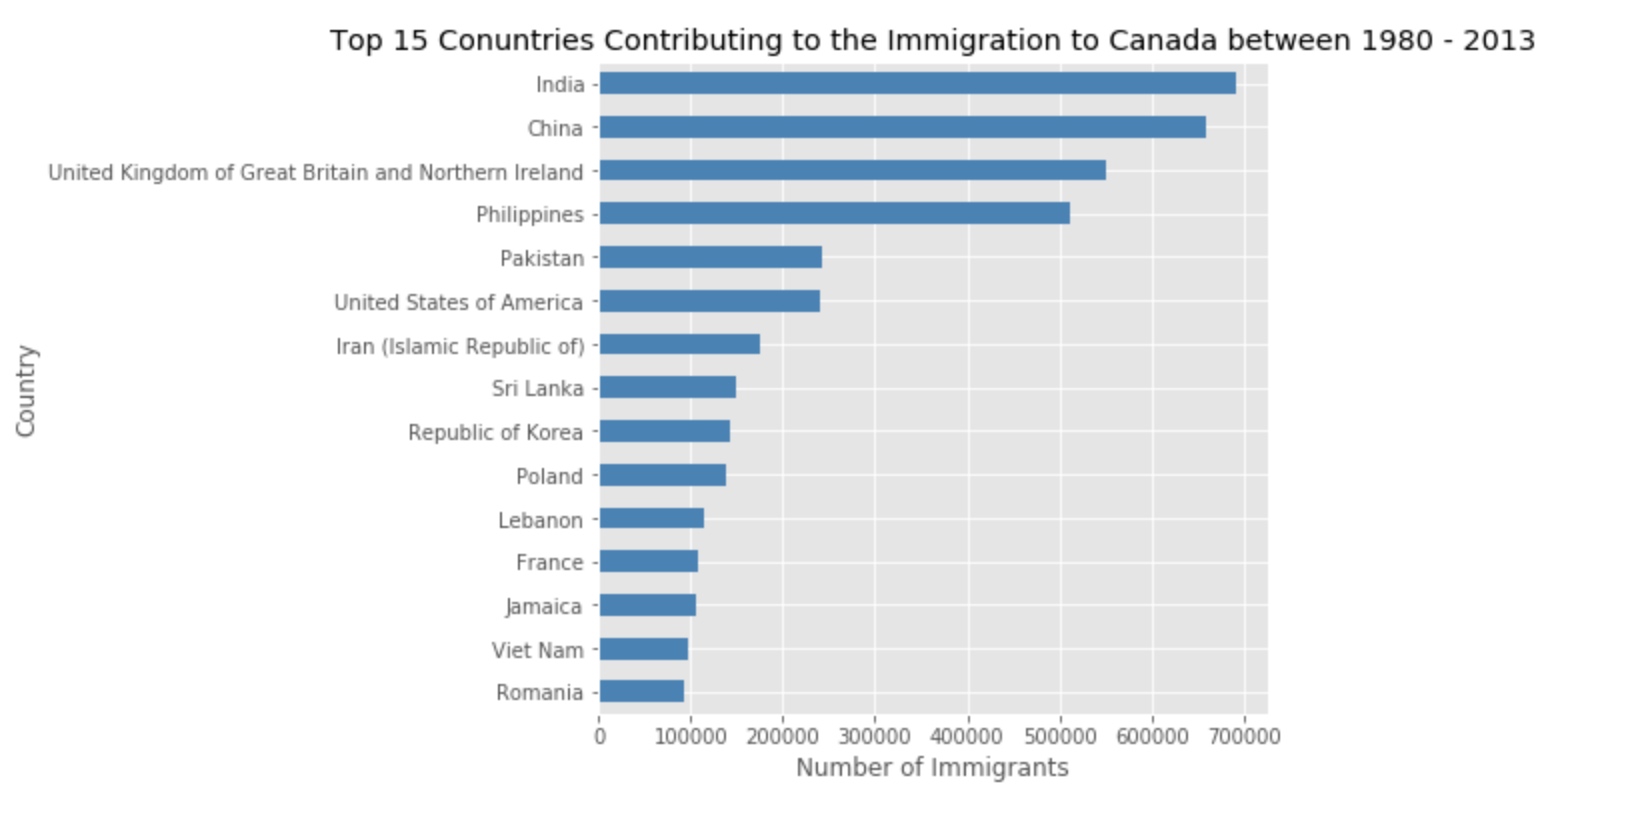 Top 15 Conuntries Contributing to the Immigration to Canada between 1980 - 2013
India
China
United Kingdom of Great Britain and Northern Ireland
Philippines
Pakistan
United States of America
Iran (Islamic Republic of)
Sri Lanka
Republic of Korea
Poland
Lebanon
France
Jamaica
Viet Nam
Romania
Country
0 100000 200000 300000 400000 500000 600000 700000
Number of Immigrants